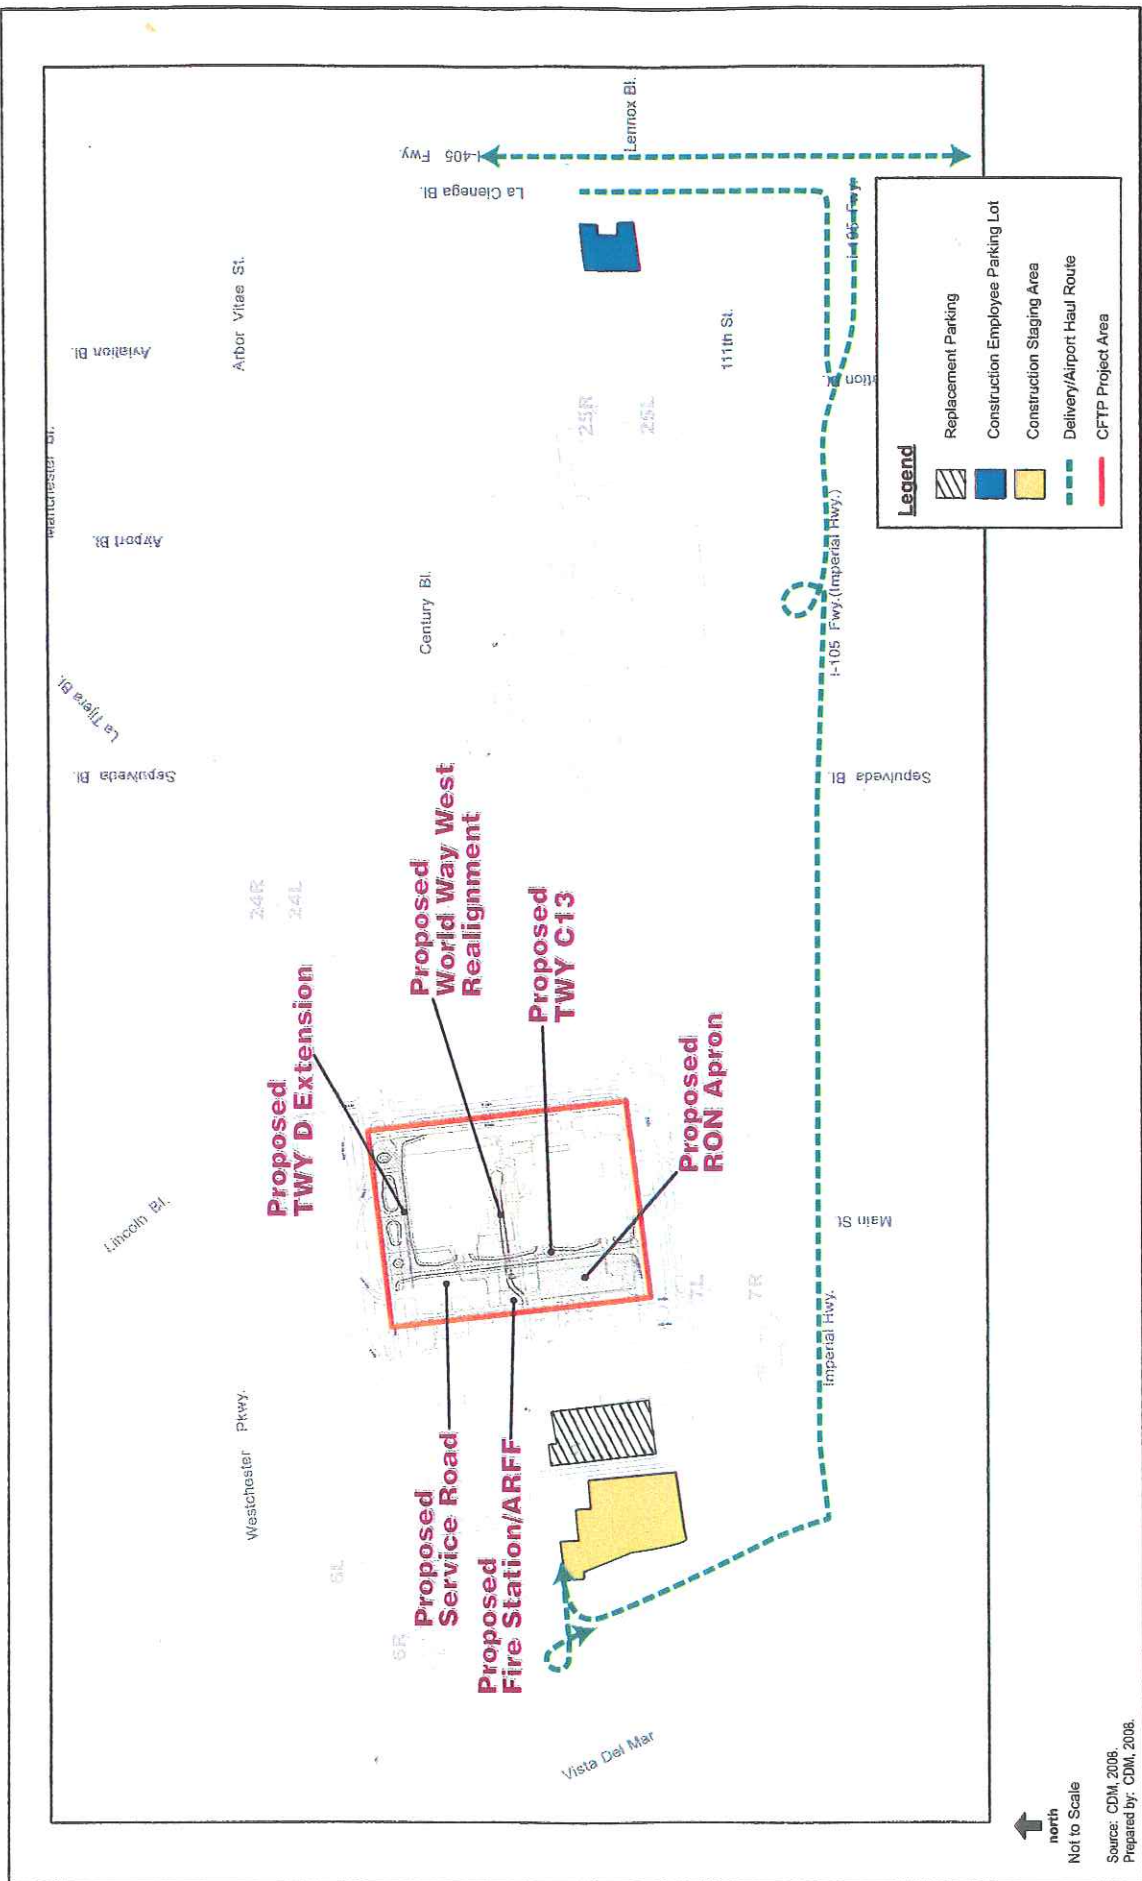 Manchester Bl.
La Tijera Bl.
Sepulveda Bl.
Airport Bl.
Aviation Bl.
Arbor Vitae St.
Lincoln Bl.
Westchester Pkwy.
24R
24L
6L
6R
Century Bl.
I-405 Fwy.
La Cienega Bl.
Lennox Bl.
Proposed
TWY D Extension
Proposed
World Way West
Realignment
Proposed
TWY C13
Proposed
RON Apron
Proposed
Service Road
Proposed
Fire Station/ARFF
25R
25L
7L
7R
111th St.
Vista Del Mar
Main St
Imperial Hwy.
Sepulveda Bl.
I-105 Fwy.(Imperial Hwy.)
I-105 Fwy.
Legend
Replacement Parking
Construction Employee Parking Lot
Construction Staging Area
Delivery/Airport Haul Route
CFTP Project Area
north
Not to Scale
Source: CDM, 2008.
Prepared by: CDM, 2008.